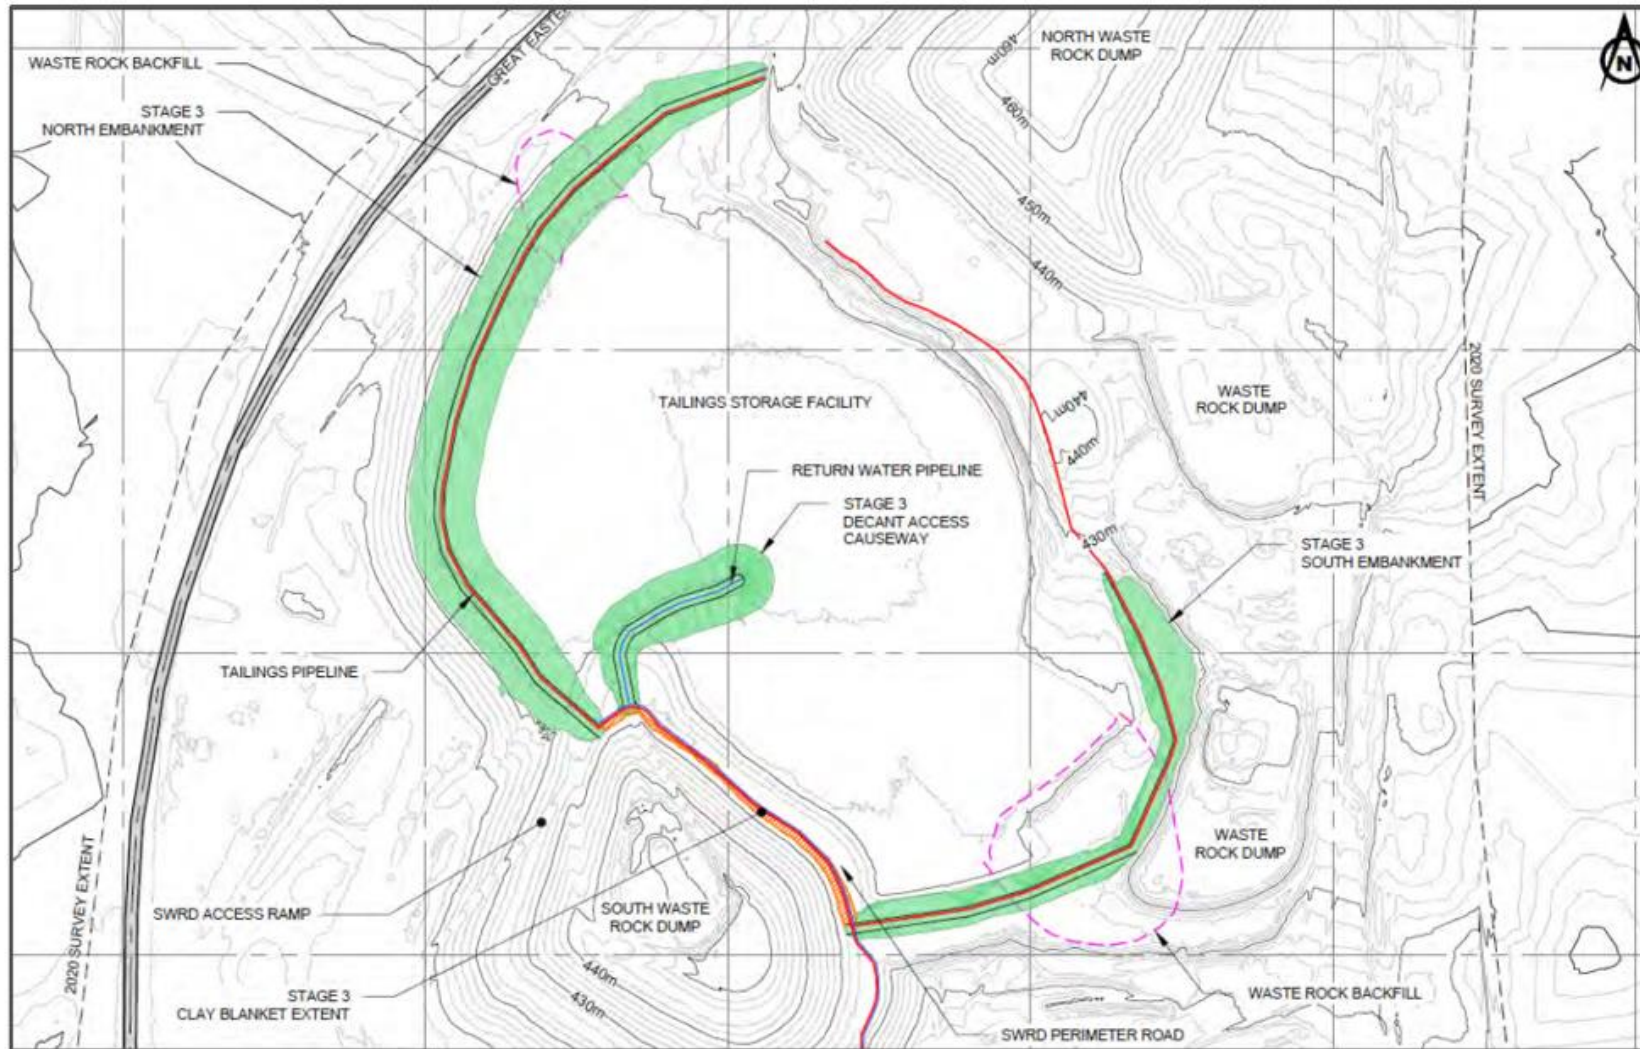 GREAT EASTE
NORTH WASTE
ROCK DUMP
N
WASTE ROCK BACKFILL
STAGE 3
NORTH EMBANKMENT
460m
460m
450m
440m
2020 SURVEY EXTENT
WASTE
ROCK DUMP
TAILINGS STORAGE FACILITY
440m
440m
RETURN WATER PIPELINE
STAGE 3
DECANT ACCESS
CAUSEWAY
430m
STAGE 3
SOUTH EMBANKMENT
TAILINGS PIPELINE
WASTE
ROCK DUMP
2020 SURVEY EXTENT
SWRD ACCESS RAMP
SOUTH WASTE
ROCK DUMP
440m
430m
STAGE 3
CLAY BLANKET EXTENT
WASTE ROCK BACKFILL
SWRD PERIMETER ROAD